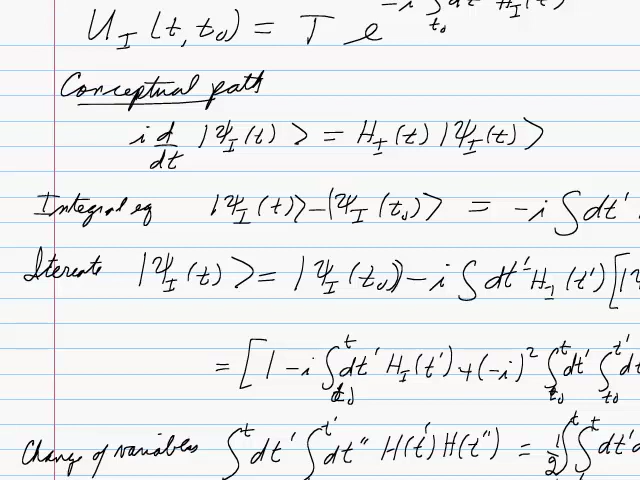 U_I (t, t_0) = T e^{-i ∫_{t_0} dt' H_I(t')
Conceptual path
i d/dt |Ψ_I(t)> = H_I(t) |Ψ_I(t)>
Integral eq |Ψ_I(t)> - |Ψ_I(t_0)> = -i ∫ dt'
Iterate |Ψ_I(t)> = |Ψ_I(t_0)> - i ∫ dt' H_I(t') [|Ψ
= [1 - i ∫_{t_0}^{t} dt' H_I(t') + (-i)^2 ∫_{t_0}^{t} dt' ∫_{t_0}^{t'} dt
Change of variables ∫^t dt' ∫^{t'} dt'' H(t') H(t'') = 1/2 ∫∫^t dt' d